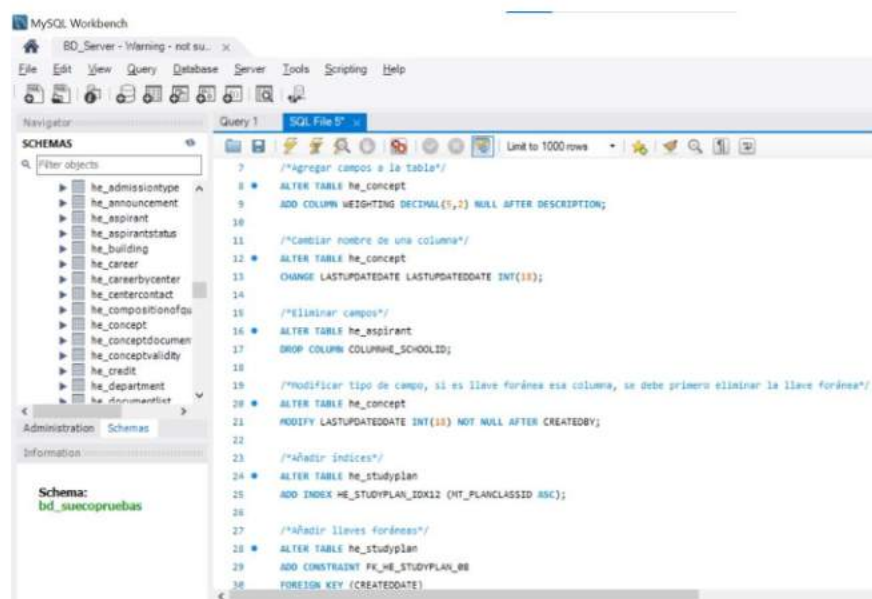 MySQL Workbench
BD_Server - Warning - not su.. x
File Edit View Query Database Server Tools Scripting Help
Navigator
Query 1 SQL File 5* x
SCHEMAS
Limit to 1000 rows
Filter objects
he_admissiontype
he_announcement
he_aspirant
he_aspirantstatus
he_building
he_career
he_careerbycenter
he_centercontact
he_compositionofqu
he_concept
he_conceptdocumen
he_conceptvalidity
he_credit
he_department
he_documentlist
Administration Schemas
Information
Schema:
bd_suecopruebas
7 /*Agregar campos a la tabla*/
8 ALTER TABLE he_concept
9 ADD COLUMN WEIGHTING DECIMAL(5,2) NULL AFTER DESCRIPTION;
10
11 /*Cambiar nombre de una columna*/
12 ALTER TABLE he_concept
13 CHANGE LASTUPDATEDATE LASTUPDATEDDATE INT(18);
14
15 /*Eliminar campos*/
16 ALTER TABLE he_aspirant
17 DROP COLUMN COLUMNHE_SCHOOLID;
18
19 /*Modificar tipo de campo, si es llave foránea esa columna, se debe primero eliminar la llave foránea*/
20 ALTER TABLE he_concept
21 MODIFY LASTUPDATEDDATE INT(18) NOT NULL AFTER CREATEDBY;
22
23 /*Añadir índices*/
24 ALTER TABLE he_studyplan
25 ADD INDEX HE_STUDYPLAN_IDX12 (MT_PLANCLASSID ASC);
26
27 /*Añadir llaves foráneas*/
28 ALTER TABLE he_studyplan
29 ADD CONSTRAINT FK_HE_STUDYPLAN_08
30 FOREIGN KEY (CREATEDDATE)